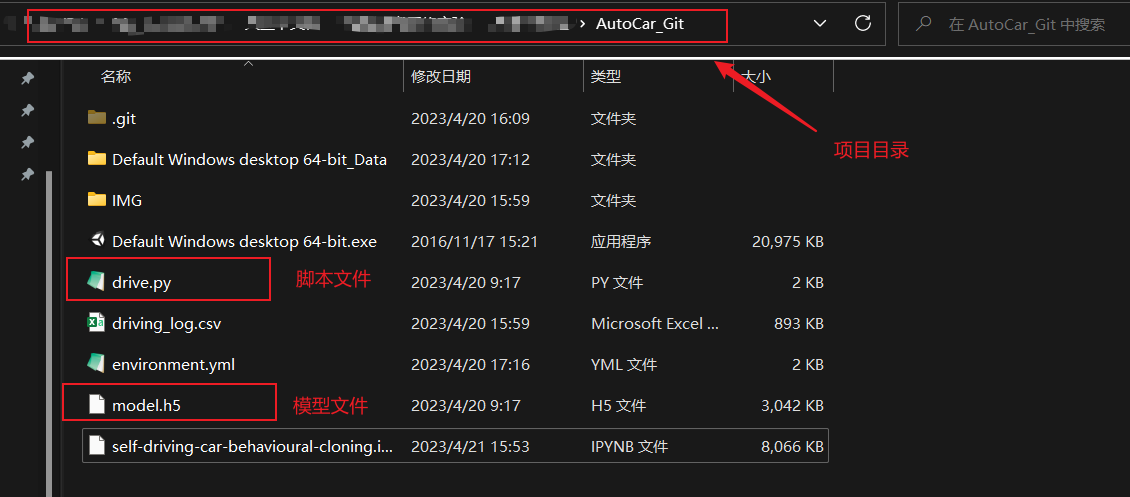 AutoCar_Git
在 AutoCar_Git 中搜索
名称 修改日期 类型 大小
项目目录
.git 2023/4/20 16:09 文件夹
Default Windows desktop 64-bit_Data 2023/4/20 17:12 文件夹
IMG 2023/4/20 15:59 文件夹
Default Windows desktop 64-bit.exe 2016/11/17 15:21 应用程序 20,975 KB
drive.py 脚本文件 2023/4/20 9:17 PY 文件 2 KB
driving_log.csv 2023/4/20 15:59 Microsoft Excel ... 893 KB
environment.yml 2023/4/20 17:16 YML 文件 2 KB
model.h5 模型文件 2023/4/20 9:17 H5 文件 3,042 KB
self-driving-car-behavioural-cloning.i... 2023/4/21 15:53 IPYNB 文件 8,066 KB